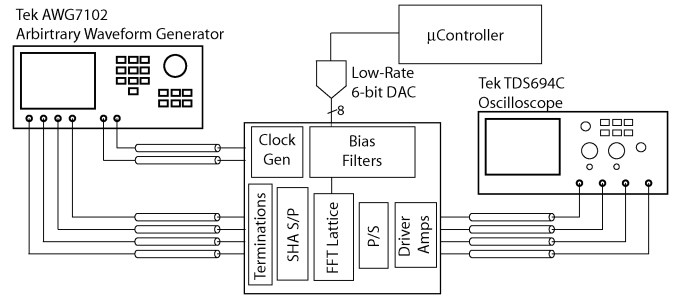 Tek AWG7102
Arbirtrary Waveform Generator
μController
Low-Rate
6-bit DAC
8
Tek TDS694C
Oscilloscope
Clock
Gen
Bias
Filters
Terminations
SHA S/P
FFT Lattice
P/S
Driver
Amps